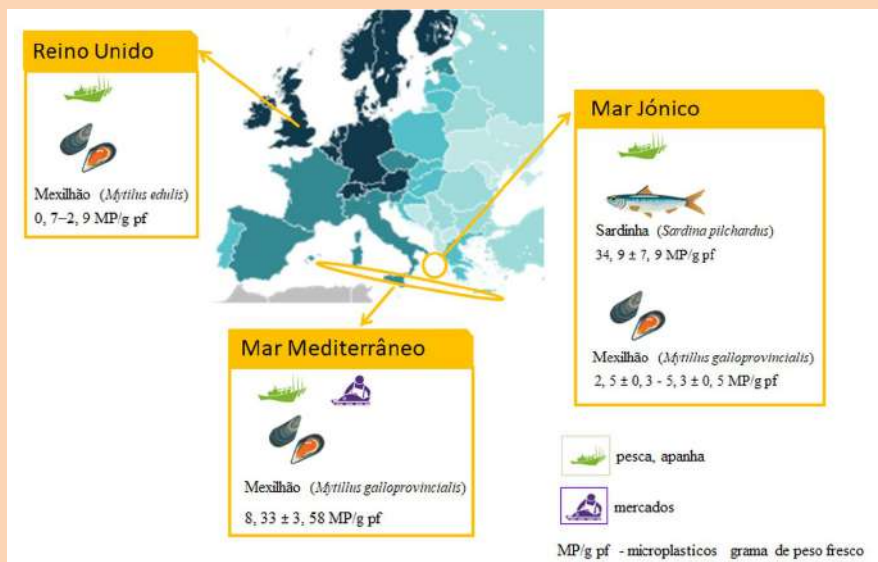 Reino Unido
Mexilhão (Mytilus edulis)
0, 7–2, 9 MP/g pf
Mar Jónico
Sardinha (Sardina pilchardus)
34, 9 ± 7, 9 MP/g pf
Mexilhão (Mytillus galloprovincialis)
2, 5 ± 0, 3 - 5, 3 ± 0, 5 MP/g pf
Mar Mediterrâneo
Mexilhão (Mytillus galloprovincialis)
8, 33 ± 3, 58 MP/g pf
pesca, apanha
mercados
MP/g pf - microplasticos grama de peso fresco